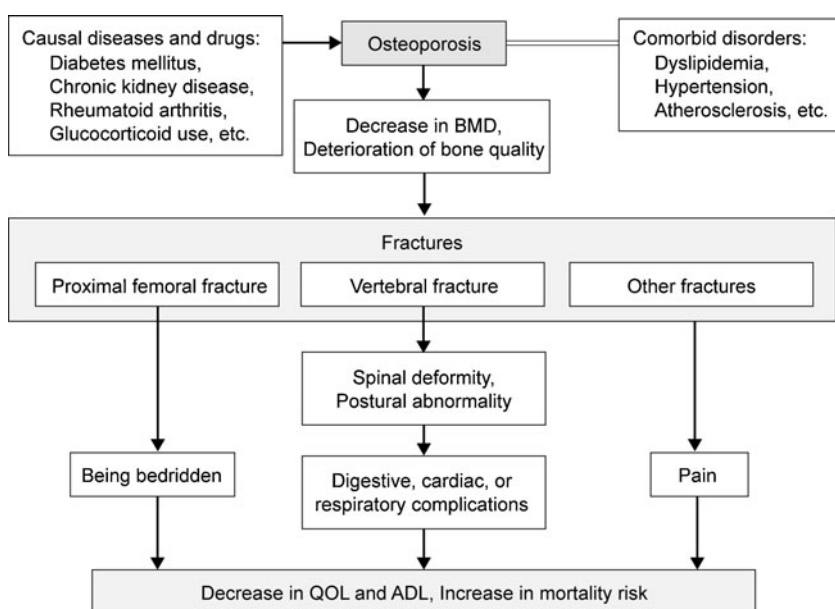 Causal diseases and drugs:
Diabetes mellitus,
Chronic kidney disease,
Rheumatoid arthritis,
Glucocorticoid use, etc.
Osteoporosis
Comorbid disorders:
Dyslipidemia,
Hypertension,
Atherosclerosis, etc.
Decrease in BMD,
Deterioration of bone quality
Fractures
Proximal femoral fracture
Vertebral fracture
Other fractures
Spinal deformity,
Postural abnormality
Being bedridden
Digestive, cardiac, or
respiratory complications
Pain
Decrease in QOL and ADL, Increase in mortality risk